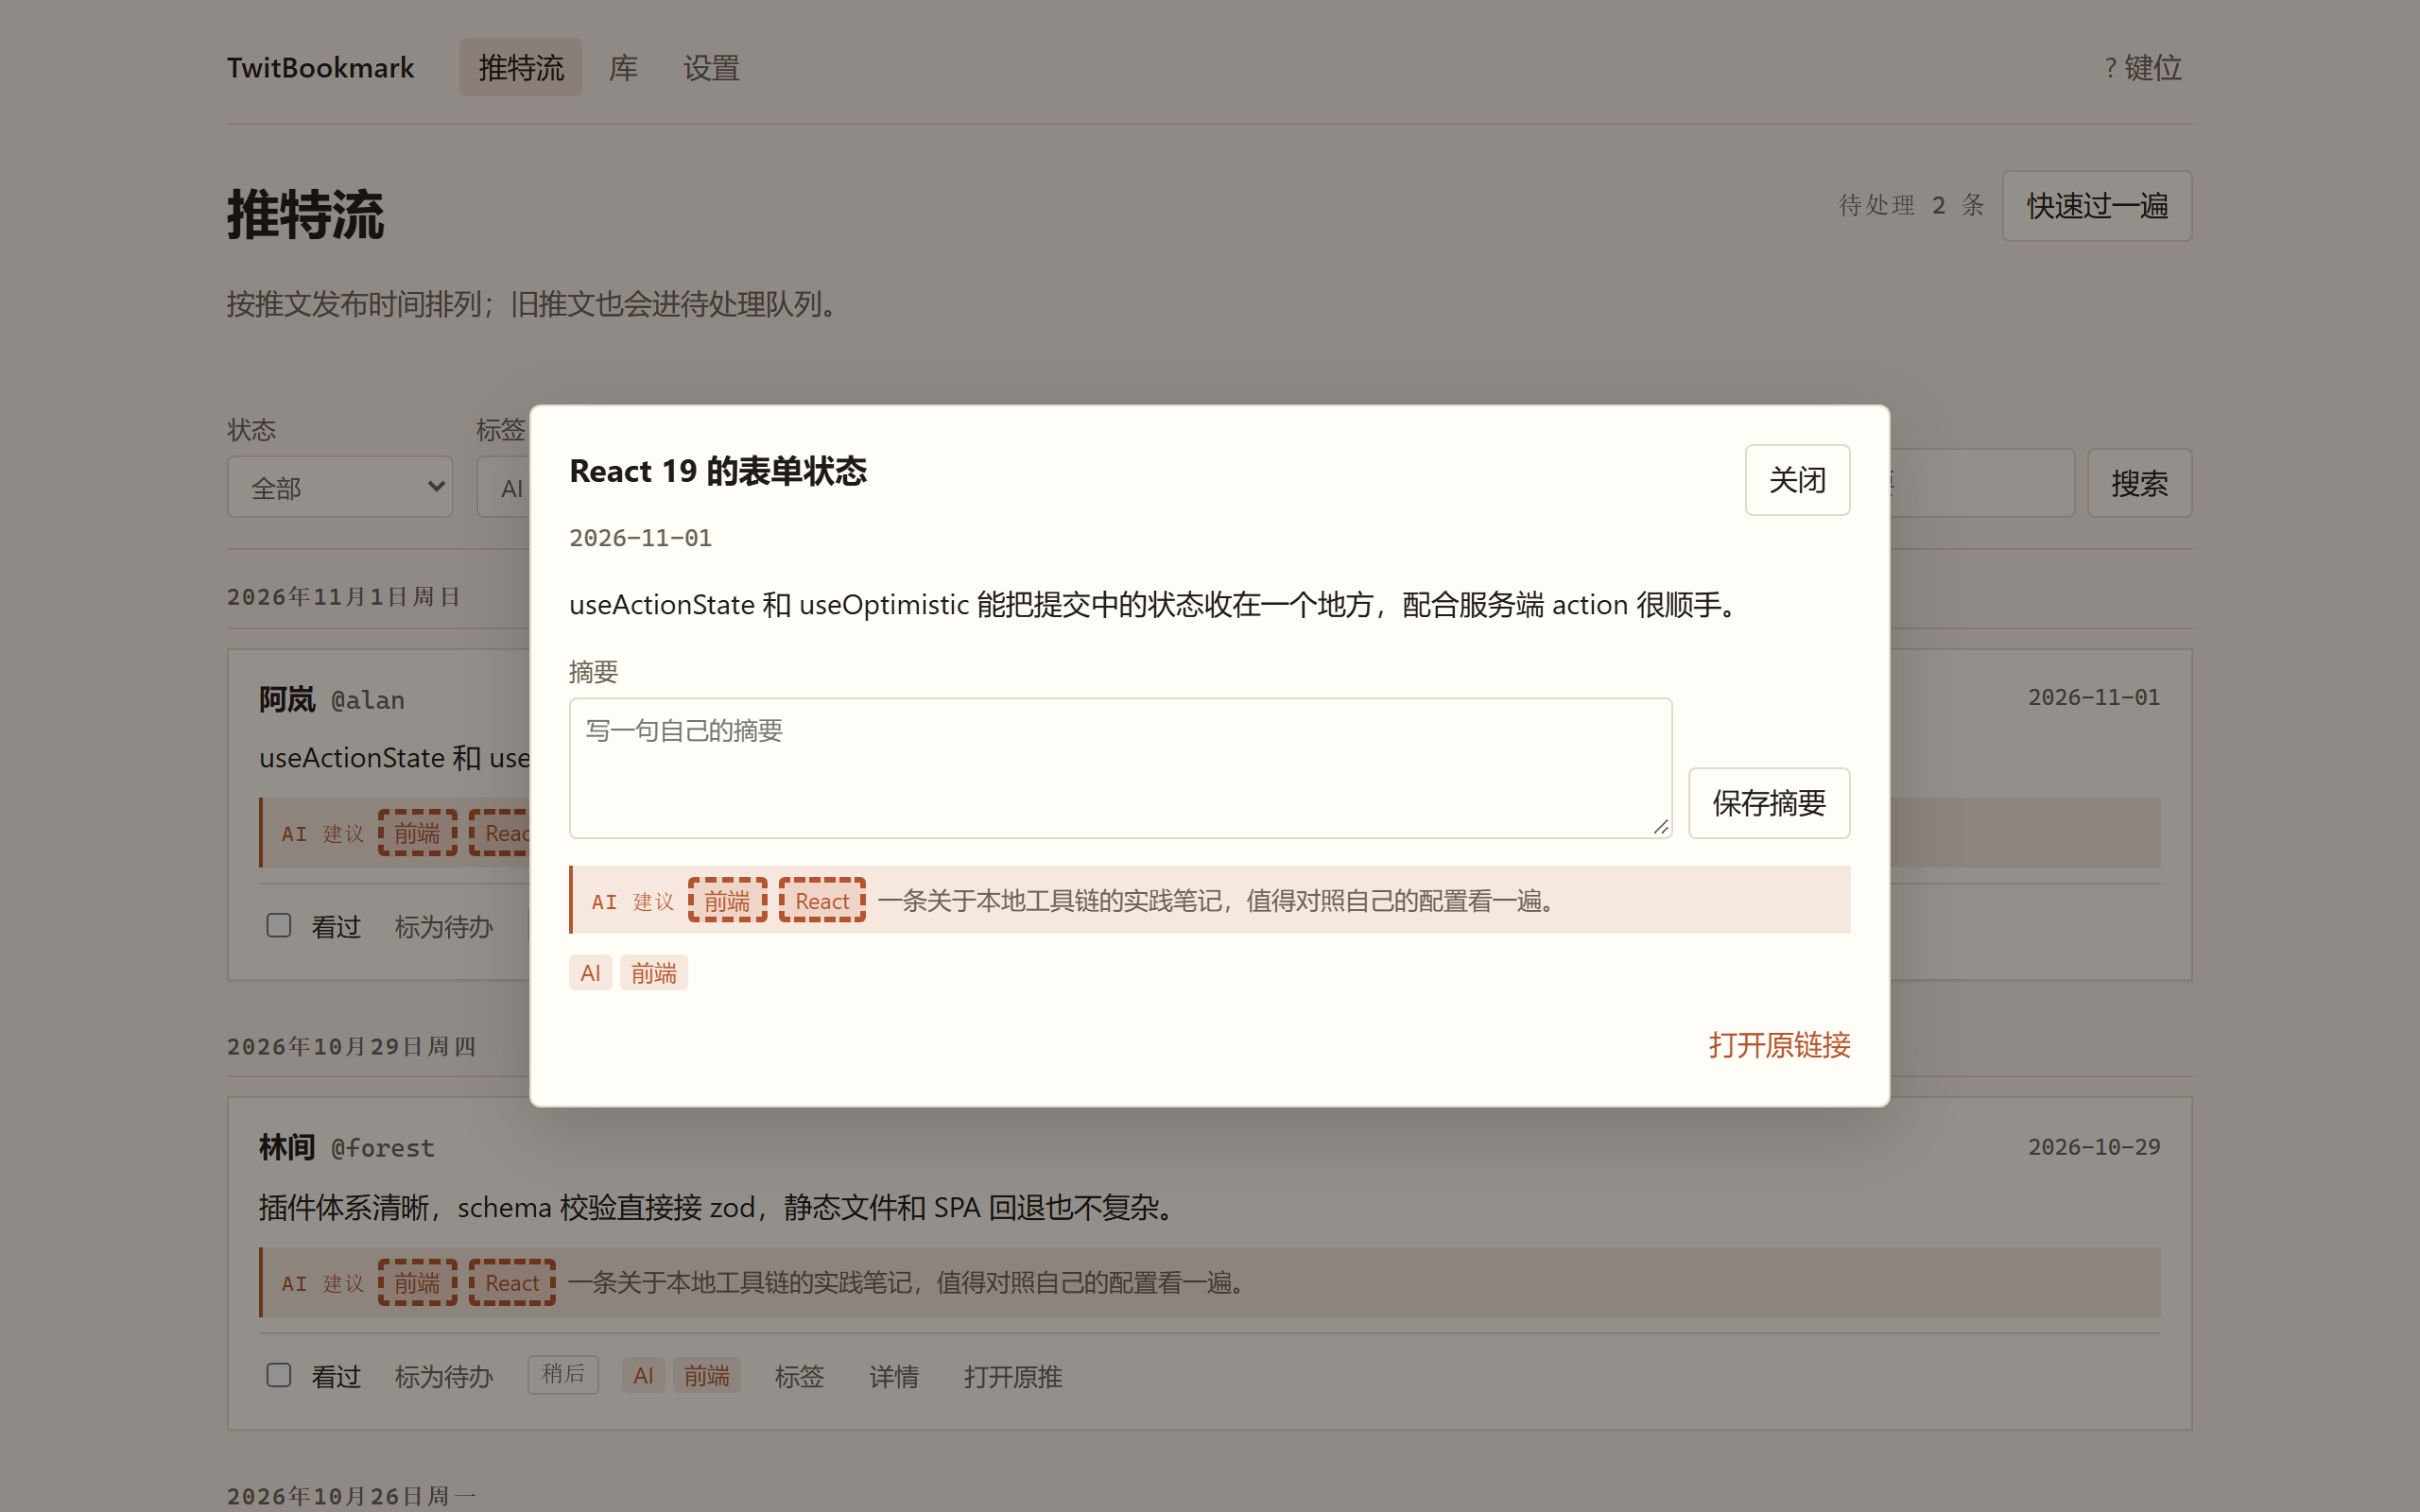 TwitBookmark 推特流 库 设置 ? 键位
推特流
待处理 2 条 快速过一遍
按推文发布时间排列；旧推文也会进待处理队列。
状态 标签
全部 AI 搜索
React 19 的表单状态 关闭
2026-11-01
useActionState 和 useOptimistic 能把提交中的状态收在一个地方，配合服务端 action 很顺手。
摘要
写一句自己的摘要
保存摘要
AI 建议 前端 React 一条关于本地工具链的实践笔记，值得对照自己的配置看一遍。
AI 前端
打开原链接
2026年11月1日周日
阿岚 @alan 2026-11-01
useActionState 和
AI 建议 前端
看过 标为待办
2026年10月29日周四
林间 @forest 2026-10-29
插件体系清晰，schema 校验直接接 zod，静态文件和 SPA 回退也不复杂。
AI 建议 前端 React 一条关于本地工具链的实践笔记，值得对照自己的配置看一遍。
看过 标为待办 稍后 AI 前端 标签 详情 打开原推
2026年10月26日周一